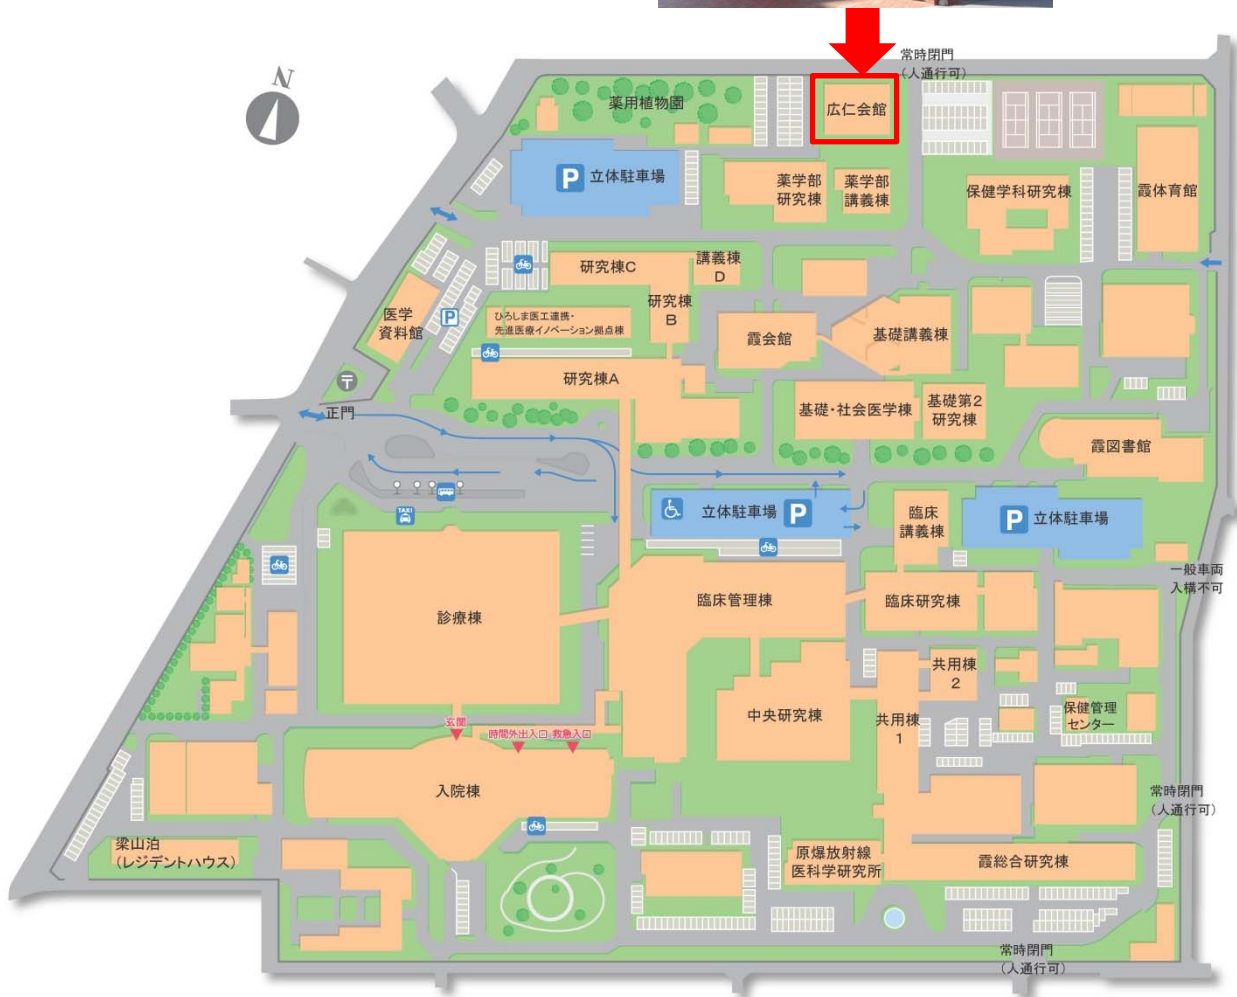 常時閉門
（人通行可）
N
薬用植物園
広仁会館
P 立体駐車場
薬学部
研究棟
薬学部
講義棟
保健学科研究棟
霞体育館
研究棟C
講義棟
D
研究棟
B
医学
資料館
P
ひろしま医工連携・
先進医療イノベーション拠点棟
霞会館
基礎講義棟
研究棟A
〒
正門
基礎・社会医学棟
基礎第2
研究棟
霞図書館
TAXI
立体駐車場 P
臨床
講義棟
P 立体駐車場
一般車両
入構不可
診療棟
臨床管理棟
臨床研究棟
共用棟
2
中央研究棟
共用棟
1
保健管理
センター
玄関
時間外出入口
救急入口
入院棟
常時閉門
（人通行可）
梁山泊
（レジデントハウス）
原爆放射線
医科学研究所
霞総合研究棟
常時閉門
（人通行可）